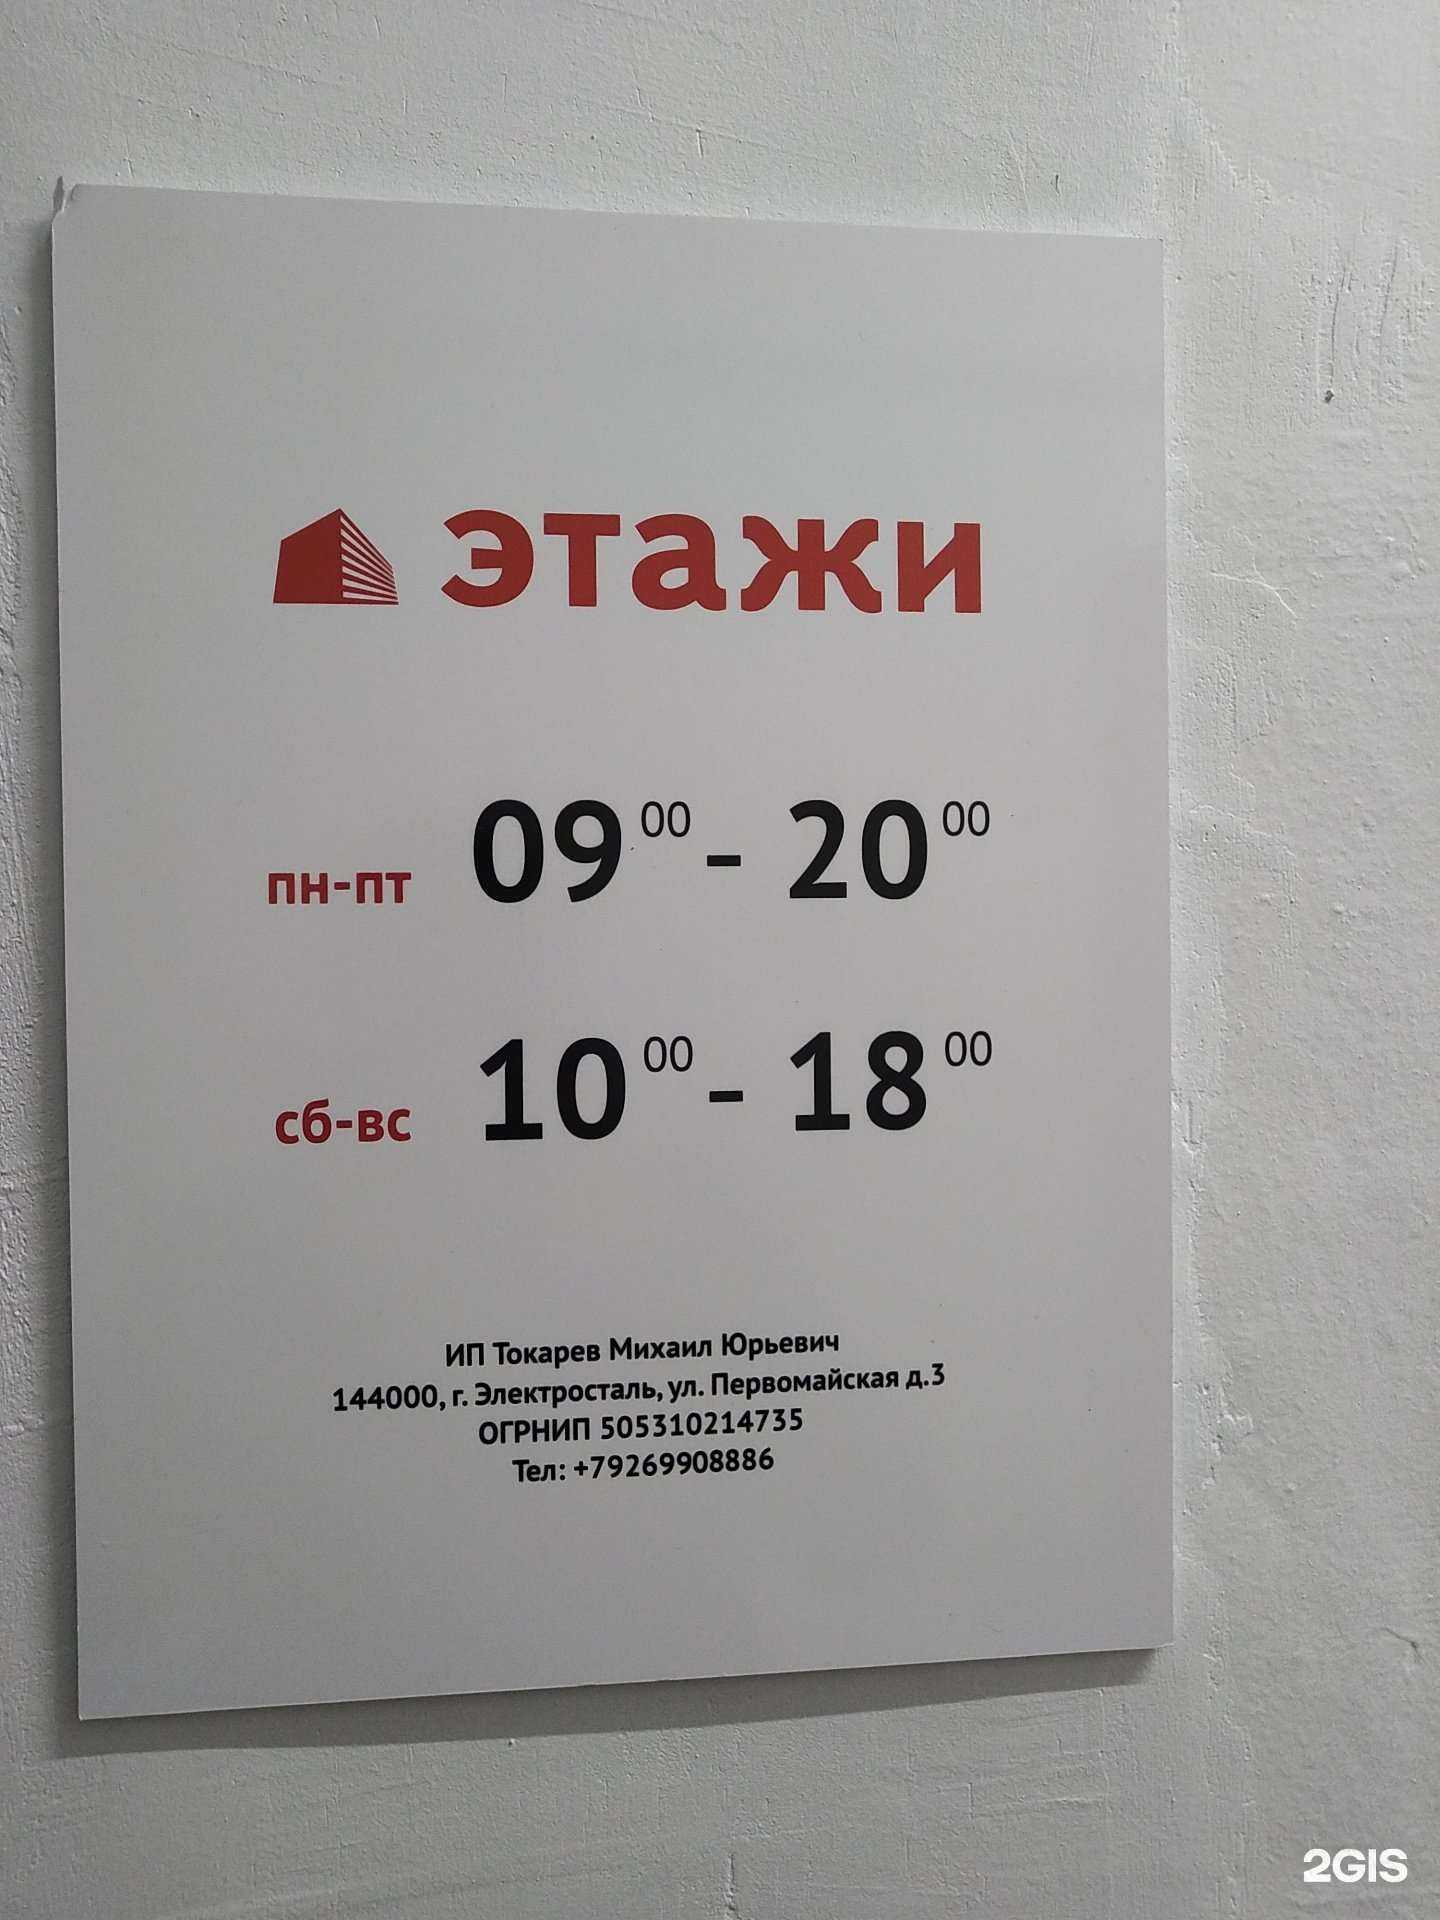 этажи
пн-пт 09 00 - 20 00
сб-вс 10 00 - 18 00
ИП Токарев Михаил Юрьевич
144000, г. Электросталь, ул. Первомайская д.3
ОГРНИП 505310214735
Тел: +79269908886
2GIS